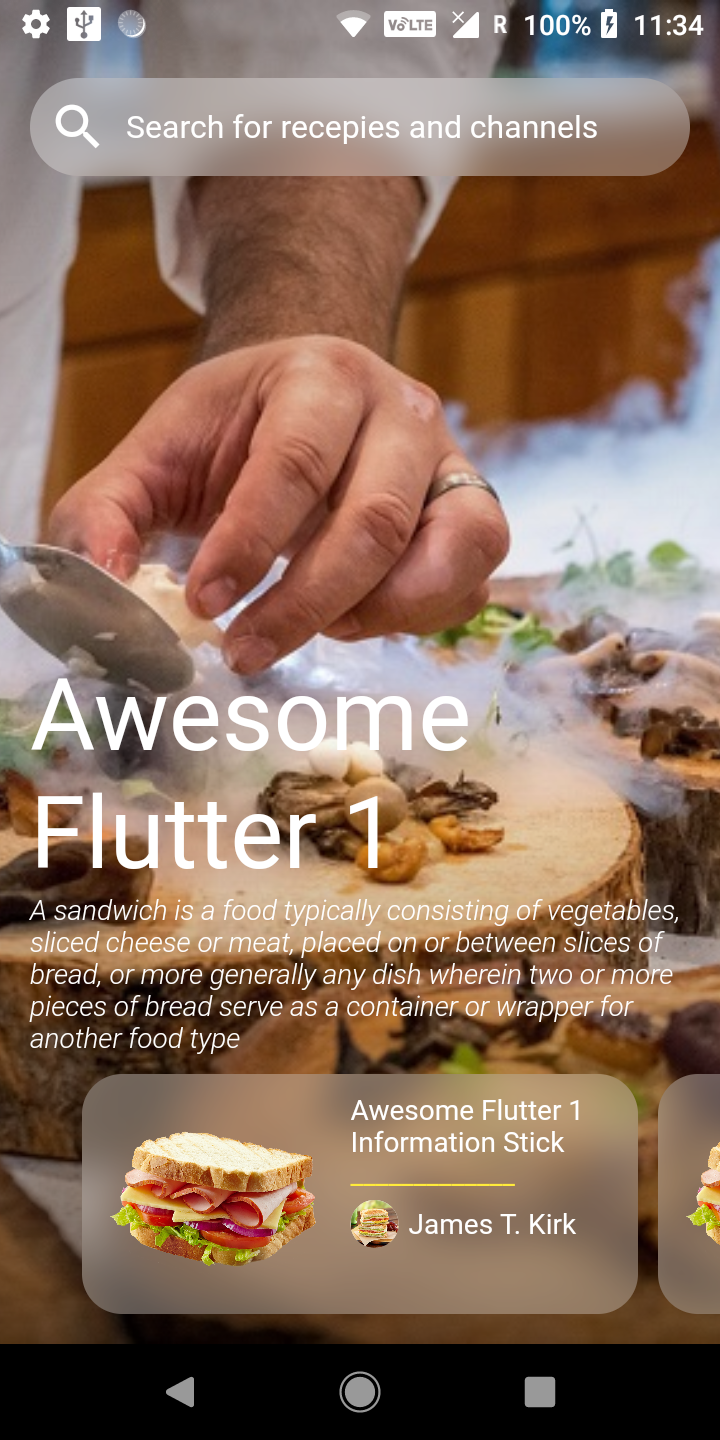 VoLTE R 100% 11:34
Search for recepies and channels
Awesome
Flutter 1
A sandwich is a food typically consisting of vegetables,
sliced cheese or meat, placed on or between slices of
bread, or more generally any dish wherein two or more
pieces of bread serve as a container or wrapper for
another food type
Awesome Flutter 1
Information Stick
James T. Kirk